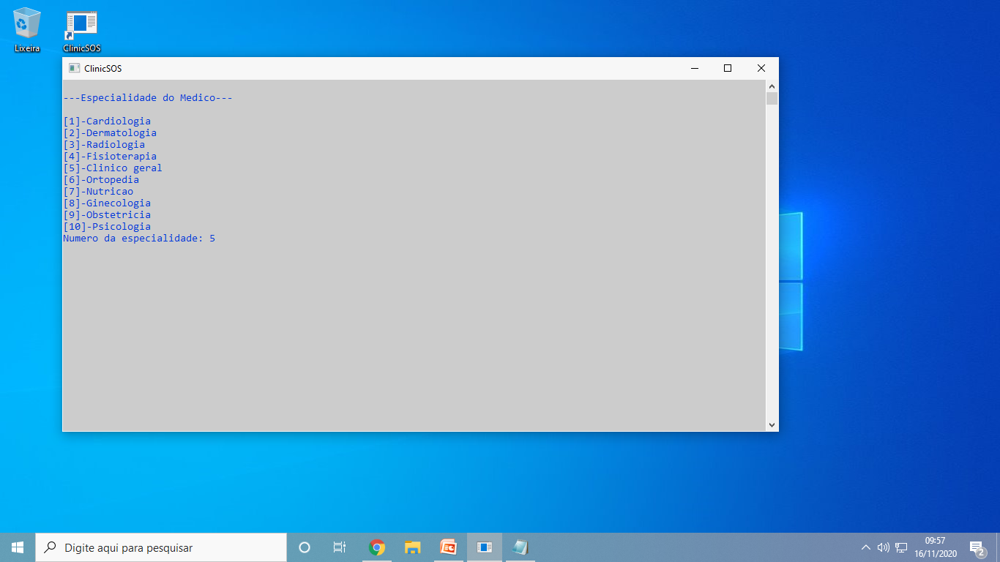 Lixeira
ClinicSOS
ClinicSOS
---Especialidade do Medico---
[1]-Cardiologia
[2]-Dermatologia
[3]-Radiologia
[4]-Fisioterapia
[5]-Clinico geral
[6]-Ortopedia
[7]-Nutricao
[8]-Ginecologia
[9]-Obstetricia
[10]-Psicologia
Numero da especialidade: 5
Digite aqui para pesquisar
09:57
16/11/2020
2